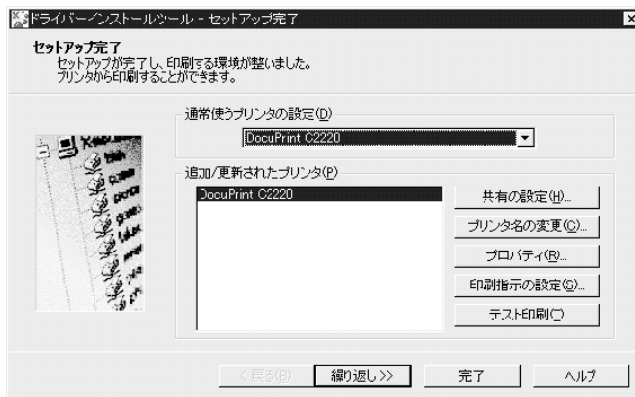 ドライバーインストールツール - セットアップ完了
セットアップ完了
セットアップが完了し、印刷する環境が整いました。
プリンタから印刷することができます。
通常使うプリンタの設定(D)
DocuPrint C2220
追加/更新されたプリンタ(P)
DocuPrint C2220
共有の設定(H)...
プリンタ名の変更(C)...
プロパティ(R)...
印刷指示の設定(G)...
テスト印刷(T)
< 戻る(B)
繰り返し >>
完了
ヘルプ